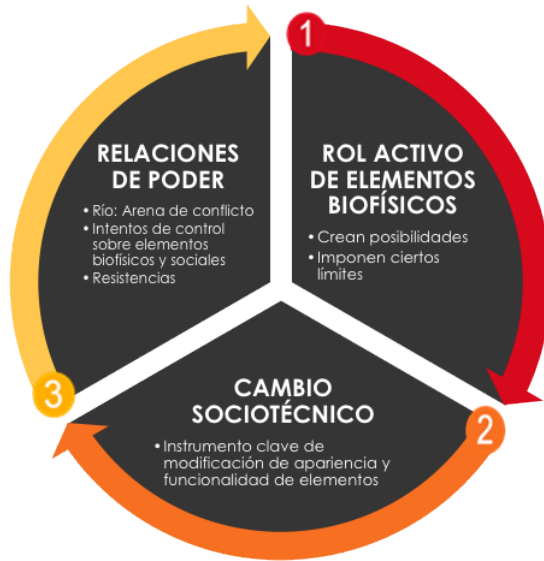 1
ROL ACTIVO
DE ELEMENTOS
BIOFÍSICOS
• Crean posibilidades
• Imponen ciertos
límites
2
CAMBIO
SOCIOTÉCNICO
• Instrumento clave de
modificación de apariencia y
funcionalidad de elementos
3
RELACIONES
DE PODER
• Río: Arena de conflicto
• Intentos de control
sobre elementos
biofísicos y sociales
• Resistencias